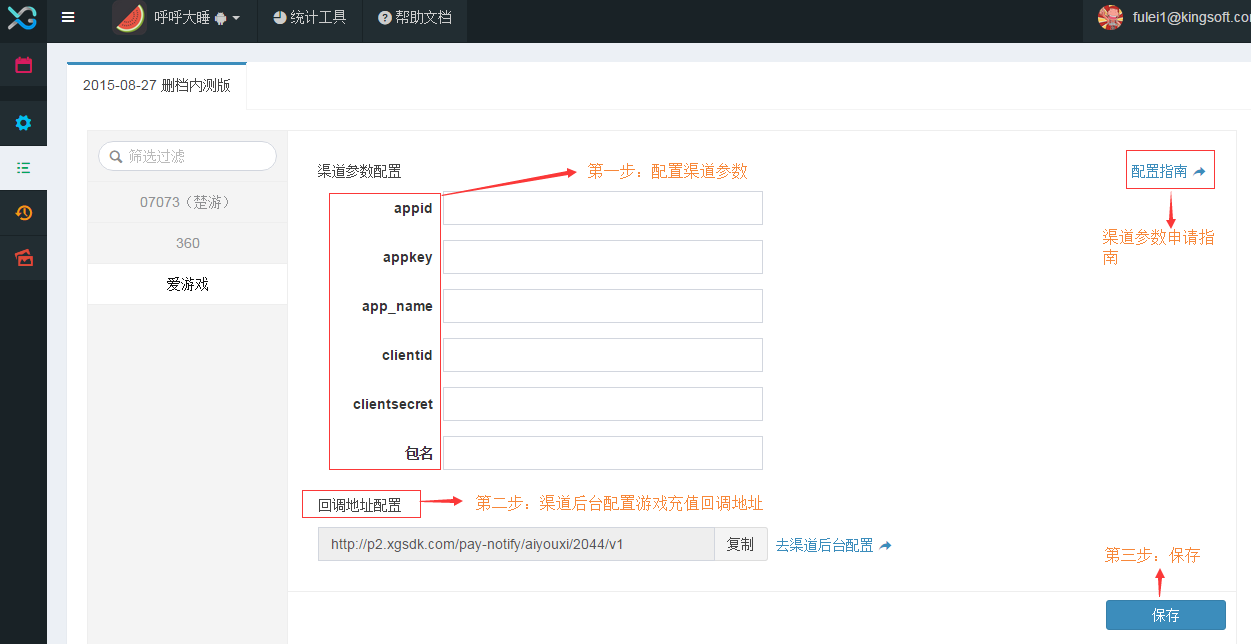 XG
呼呼大睡
统计工具
帮助文档
fulei1@kingsoft.co
2015-08-27 删档内测版
筛选过滤
07073（楚游）
360
爱游戏
渠道参数配置
第一步：配置渠道参数
配置指南
渠道参数申请指
南
appid
appkey
app_name
clientid
clientsecret
包名
回调地址配置
第二步：渠道后台配置游戏充值回调地址
http://p2.xgsdk.com/pay-notify/aiyouxi/2044/v1
复制
去渠道后台配置
第三步：保存
保存